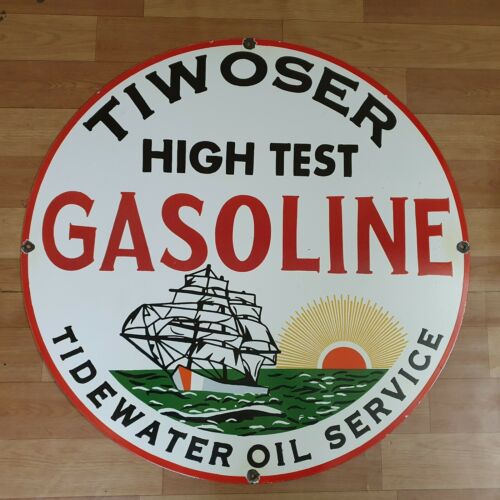 TIWOSER
HIGH TEST
GASOLINE
TIDEWATER OIL SERVICE